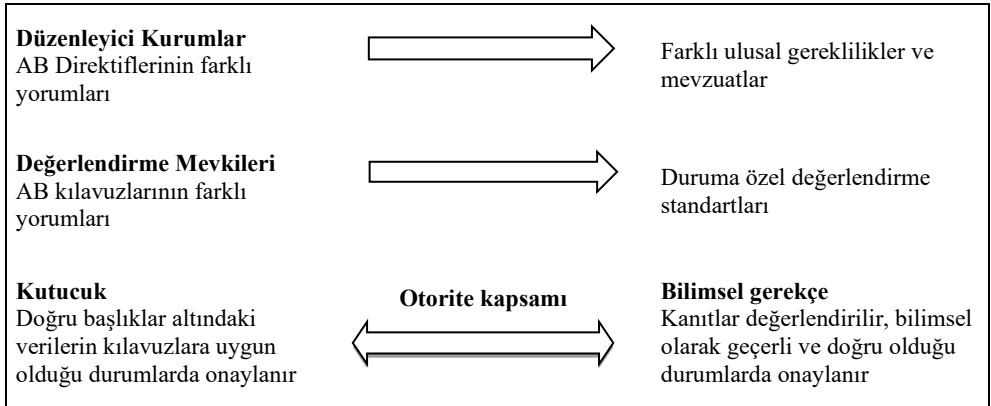 Düzenleyici Kurumlar
AB Direktiflerinin farklı
yorumları
Farklı ulusal gereklilikler ve
mevzuatlar
Değerlendirme Mevkileri
AB kılavuzlarının farklı
yorumları
Duruma özel değerlendirme
standartları
Kutucuk
Doğru başlıklar altındaki
verilerin kılavuzlara uygun
olduğu durumlarda onaylanır
Otorite kapsamı
Bilimsel gerekçe
Kanıtlar değerlendirilir, bilimsel
olarak geçerli ve doğru olduğu
durumlarda onaylanır